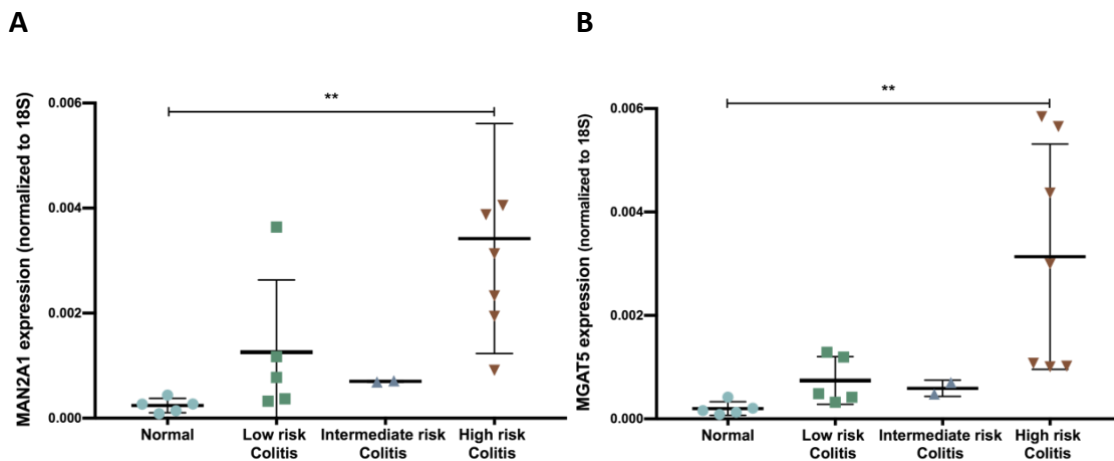 A
B
MAN2A1 expression (normalized to 18S)
0.006
0.004
0.002
0.000
**
Normal
Low risk
Colitis
Intermediate risk
Colitis
High risk
Colitis
MGAT5 expression (normalized to 18S)
0.006
0.004
0.002
0.000
**
Normal
Low risk
Colitis
Intermediate risk
Colitis
High risk
Colitis